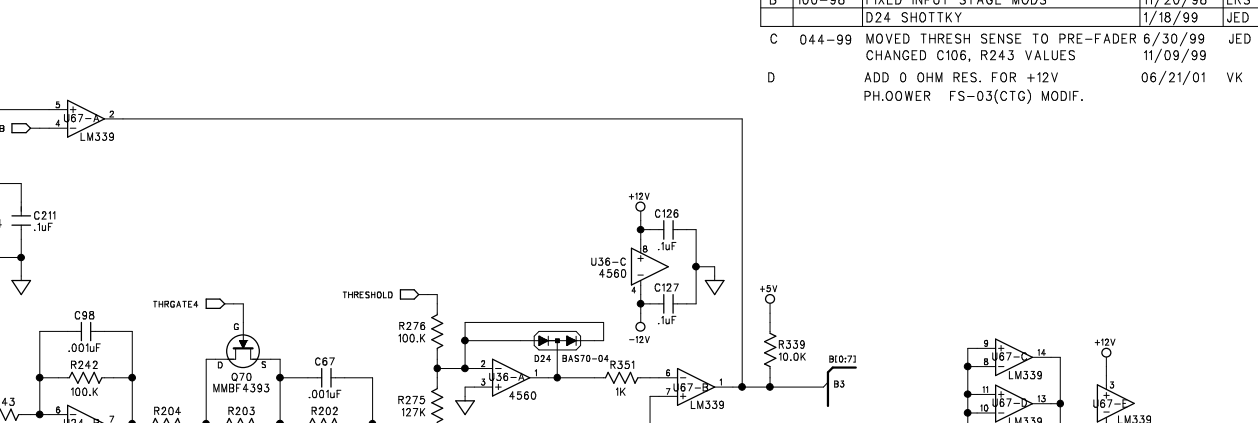 B 100-98 FIXED INPUT STAGE MODS 11/20/98 ERS
D24 SHOTTKY 1/18/99 JED
C 044-99 MOVED THRESH SENSE TO PRE-FADER 6/30/99 JED
CHANGED C106, R243 VALUES 11/09/99
D ADD 0 OHM RES. FOR +12V 06/21/01 VK
PH.OOWER FS-03(CTG) MODIF.
5
+
U67-A
2
B
4
-
LM339
C211
.1uF
+12V
C126
.1uF
8
+
U36-C
4560
-
4
C127
.1uF
-12V
THRGATE4
THRESHOLD
+5V
C98
.001uF
G
D
S
Q70
MMBF4393
R276
100.K
D24
BAS70-04
R339
10.0K
B[0:7]
B3
+12V
R242
100.K
C67
.001uF
2
-
U36-A
1
3
+
4560
R351
1K
6
-
U67-B
1
7
+
LM339
9
+
U67-C
14
8
-
LM339
11
+
U67-D
13
10
-
LM339
3
U67-E
LM339
43
6
-
7
R204
R203
R202
R275
127K